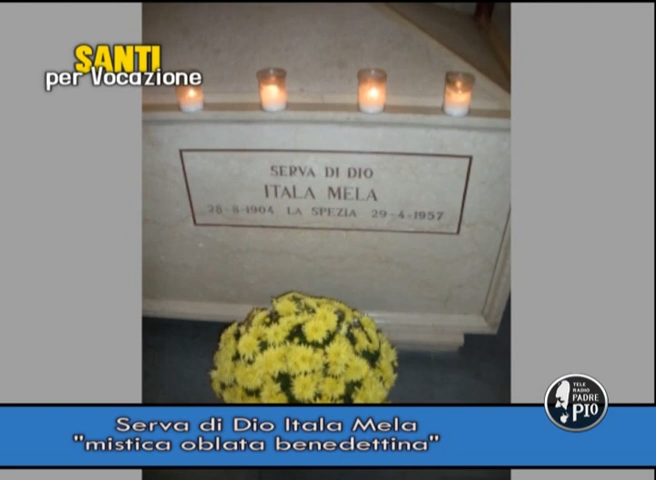 SANTI
per Vocazione
SERVA DI DIO
ITALA MELA
28-8-1904 LA SPEZIA 29-4-1957
TELE
RADIO
PADRE
PIO
Serva di Dio Itala Mela
"mistica oblata benedettina"